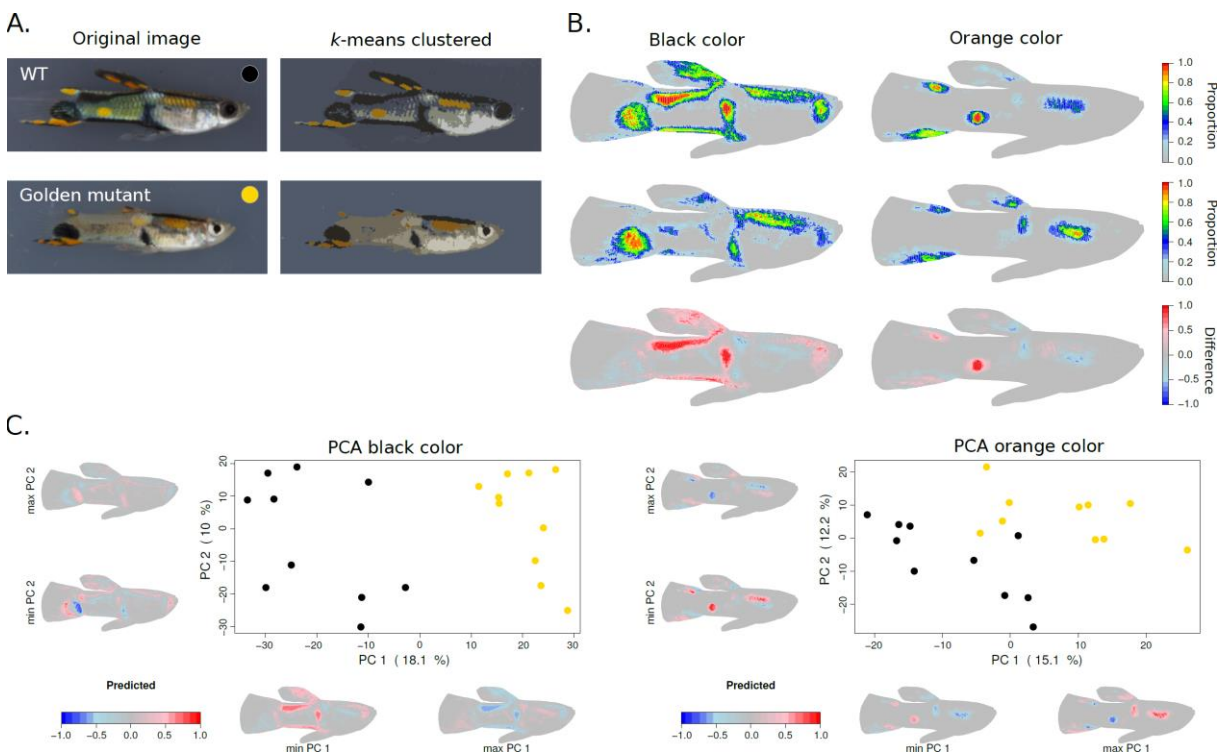 A.
Original image
k-means clustered
WT
Golden mutant
B.
Black color
Orange color
1.0
0.8
0.6
0.4
0.2
0.0
Proportion
1.0
0.8
0.6
0.4
0.2
0.0
Proportion
1.0
0.5
0.0
−0.5
−1.0
Difference
C.
PCA black color
max PC 2
min PC 2
PC 2 ( 10 %)
20
10
0
−10
−20
−30
−30
−20
−10
0
10
20
30
PC 1 ( 18.1 %)
Predicted
−1.0
−0.5
0.0
0.5
1.0
min PC 1
max PC 1
PCA orange color
max PC 2
min PC 2
PC 2 ( 12.2 %)
20
10
0
−10
−20
−20
−10
0
10
20
PC 1 ( 15.1 %)
Predicted
−1.0
−0.5
0.0
0.5
1.0
min PC 1
max PC 1